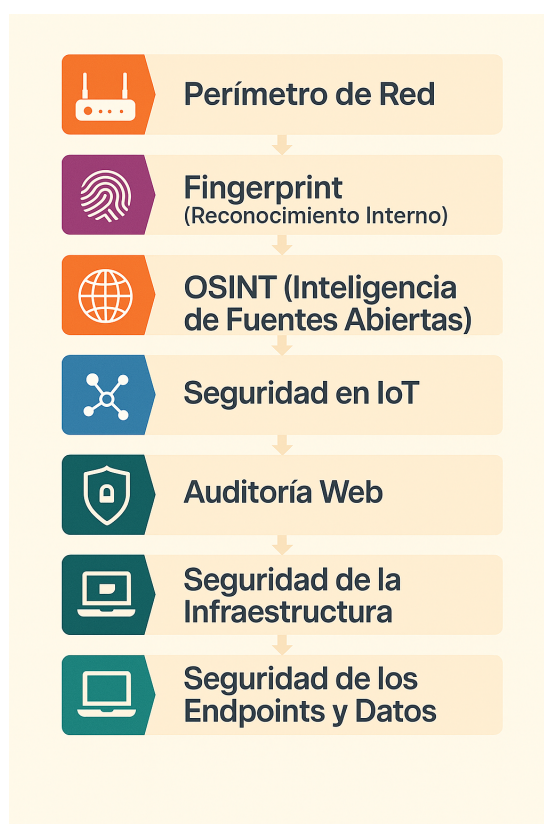 Perímetro de Red
Fingerprint
(Reconocimiento Interno)
OSINT (Inteligencia
de Fuentes Abiertas)
Seguridad en IoT
Auditoría Web
Seguridad de la
Infraestructura
Seguridad de los
Endpoints y Datos